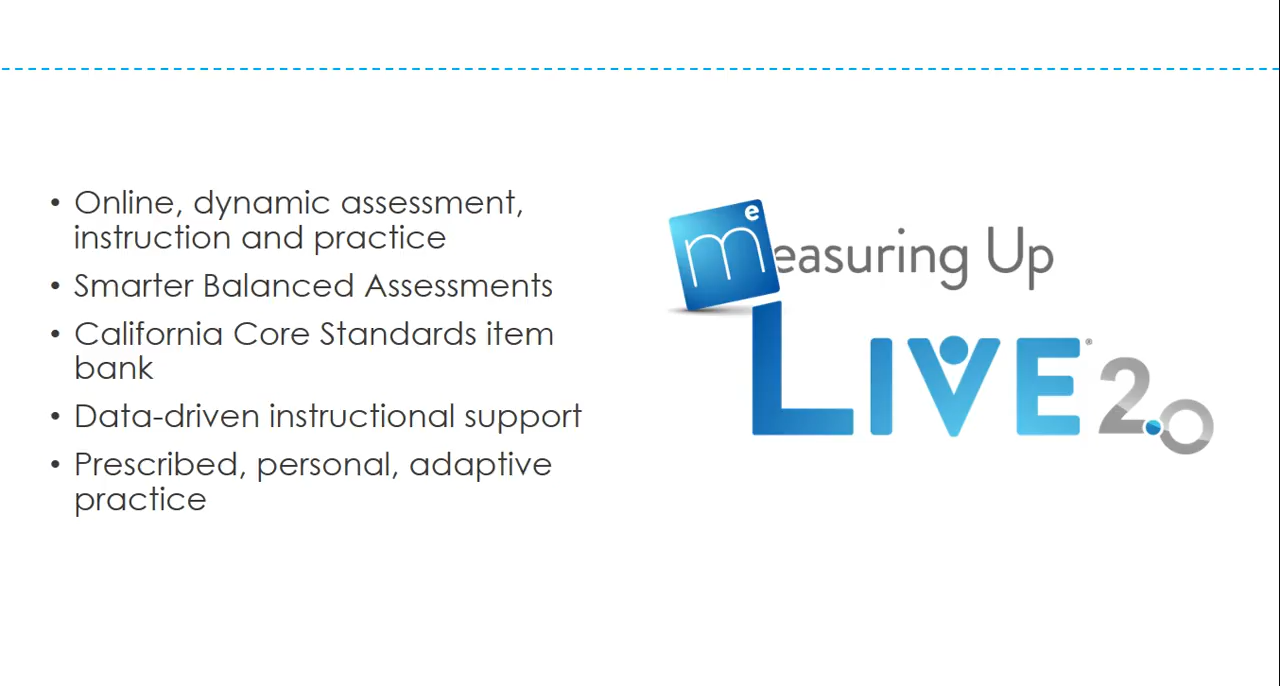 • Online, dynamic assessment,
instruction and practice
• Smarter Balanced Assessments
• California Core Standards item
bank
• Data-driven instructional support
• Prescribed, personal, adaptive
practice
measuring Up
e
LIVE® 2.0